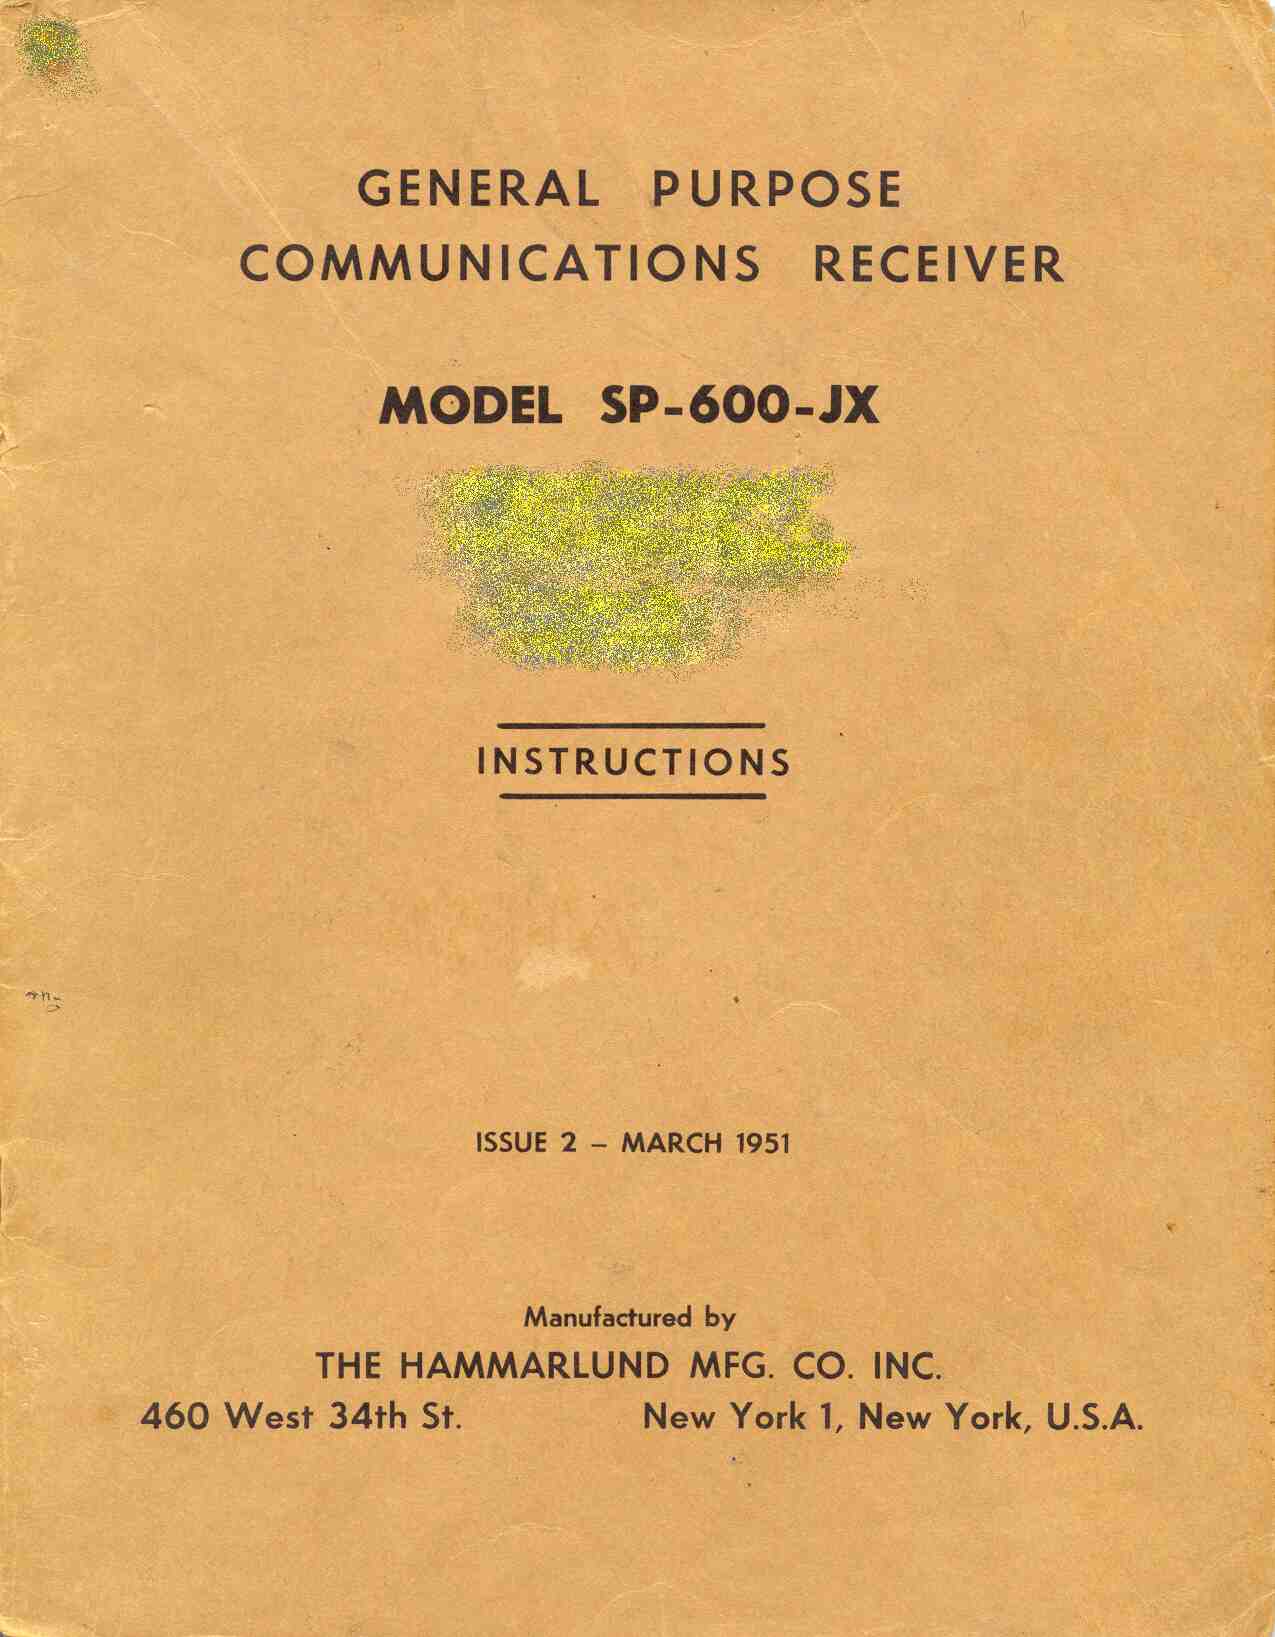 GENERAL PURPOSE
COMMUNICATIONS RECEIVER
MODEL SP-600-JX
INSTRUCTIONS
ISSUE 2 – MARCH 1951
Manufactured by
THE HAMMARLUND MFG. CO. INC.
460 West 34th St. New York 1, New York, U.S.A.